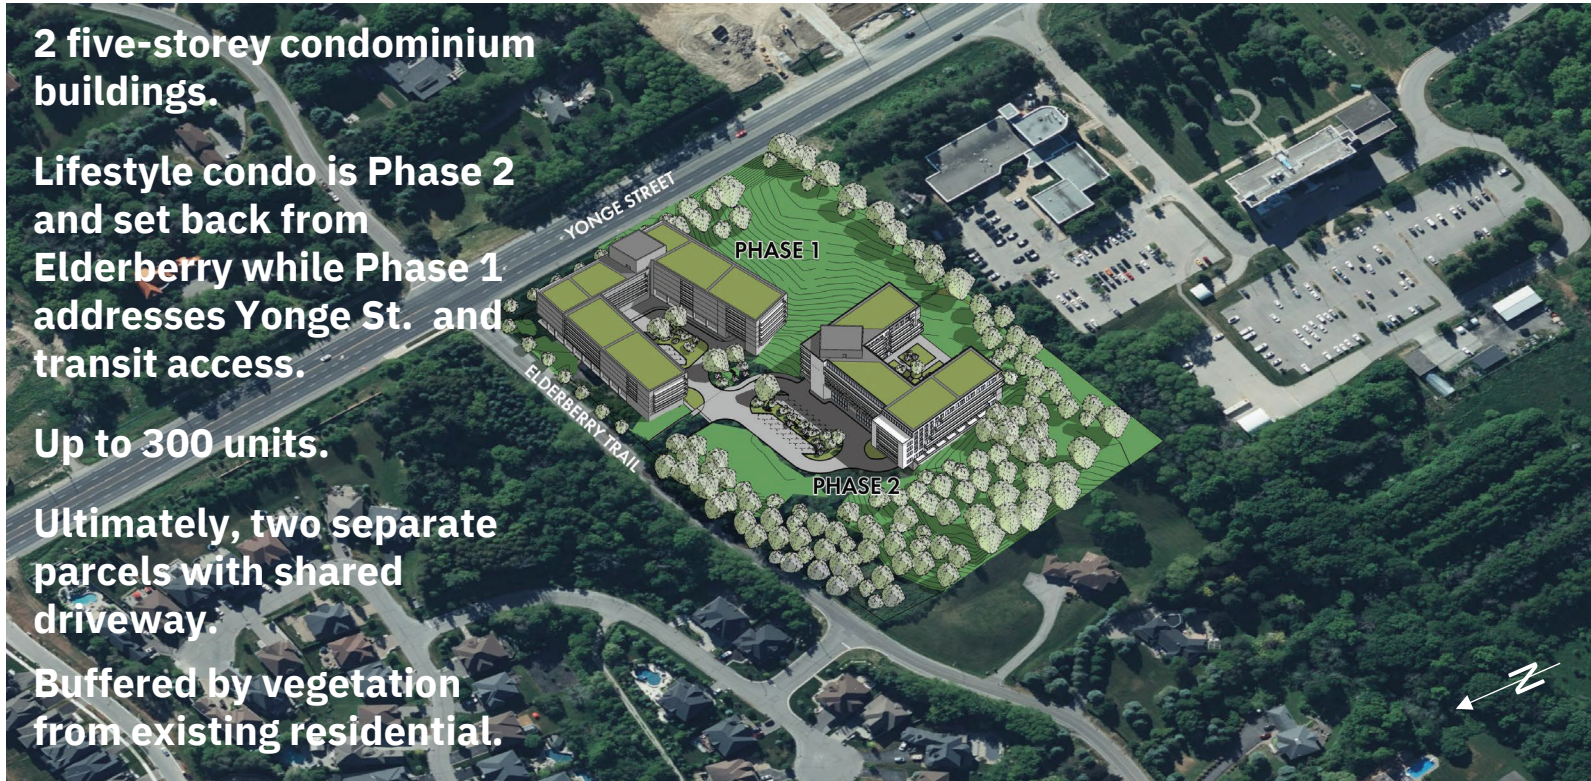 2 five-storey condominium
buildings.
Lifestyle condo is Phase 2
and set back from
Elderberry while Phase 1
addresses Yonge St. and
transit access.
Up to 300 units.
Ultimately, two separate
parcels with shared
driveway.
Buffered by vegetation
from existing residential.
YONGE STREET
PHASE 1
ELDERBERRY TRAIL
PHASE 2
N